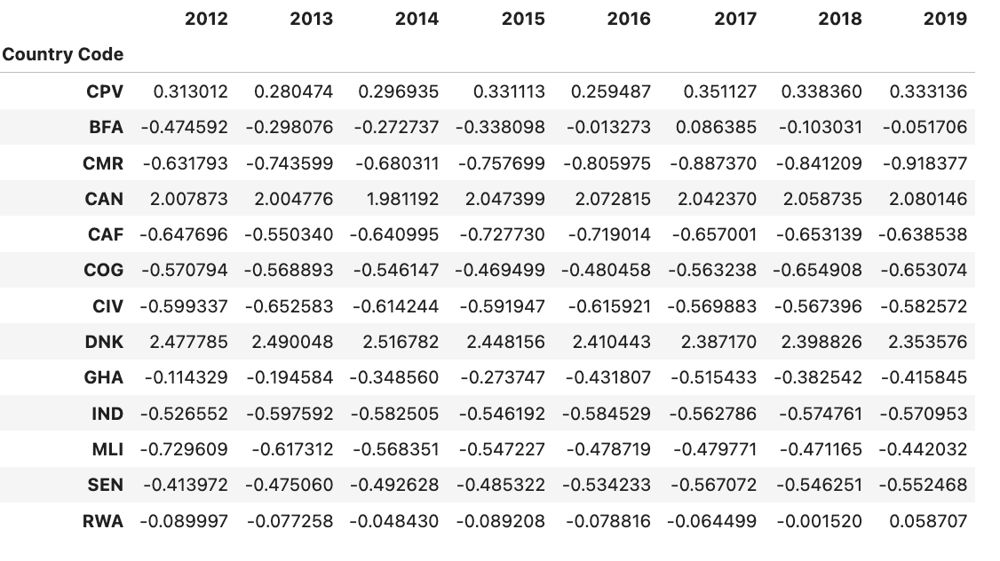 2012 2013 2014 2015 2016 2017 2018 2019
Country Code
CPV 0.313012 0.280474 0.296935 0.331113 0.259487 0.351127 0.338360 0.333136
BFA -0.474592 -0.298076 -0.272737 -0.338098 -0.013273 0.086385 -0.103031 -0.051706
CMR -0.631793 -0.743599 -0.680311 -0.757699 -0.805975 -0.887370 -0.841209 -0.918377
CAN 2.007873 2.004776 1.981192 2.047399 2.072815 2.042370 2.058735 2.080146
CAF -0.647696 -0.550340 -0.640995 -0.727730 -0.719014 -0.657001 -0.653139 -0.638538
COG -0.570794 -0.568893 -0.546147 -0.469499 -0.480458 -0.563238 -0.654908 -0.653074
CIV -0.599337 -0.652583 -0.614244 -0.591947 -0.615921 -0.569883 -0.567396 -0.582572
DNK 2.477785 2.490048 2.516782 2.448156 2.410443 2.387170 2.398826 2.353576
GHA -0.114329 -0.194584 -0.348560 -0.273747 -0.431807 -0.515433 -0.382542 -0.415845
IND -0.526552 -0.597592 -0.582505 -0.546192 -0.584529 -0.562786 -0.574761 -0.570953
MLI -0.729609 -0.617312 -0.568351 -0.547227 -0.478719 -0.479771 -0.471165 -0.442032
SEN -0.413972 -0.475060 -0.492628 -0.485322 -0.534233 -0.567072 -0.546251 -0.552468
RWA -0.089997 -0.077258 -0.048430 -0.089208 -0.078816 -0.064499 -0.001520 0.058707